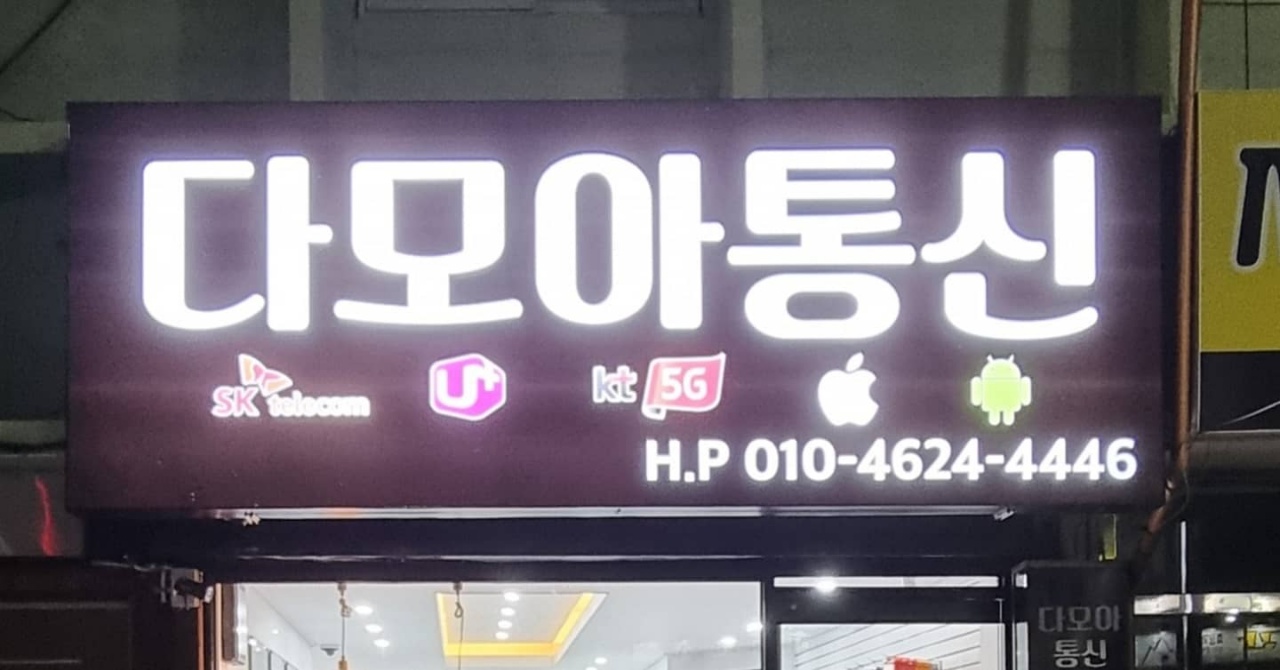 다모아통신
SK telecom U+ kt 5G
H.P 010-4624-4446
다모아
통신